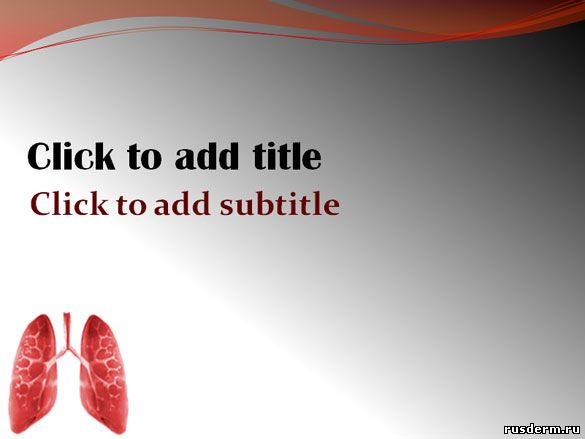 Click to add title
Click to add subtitle
rusderm.ru